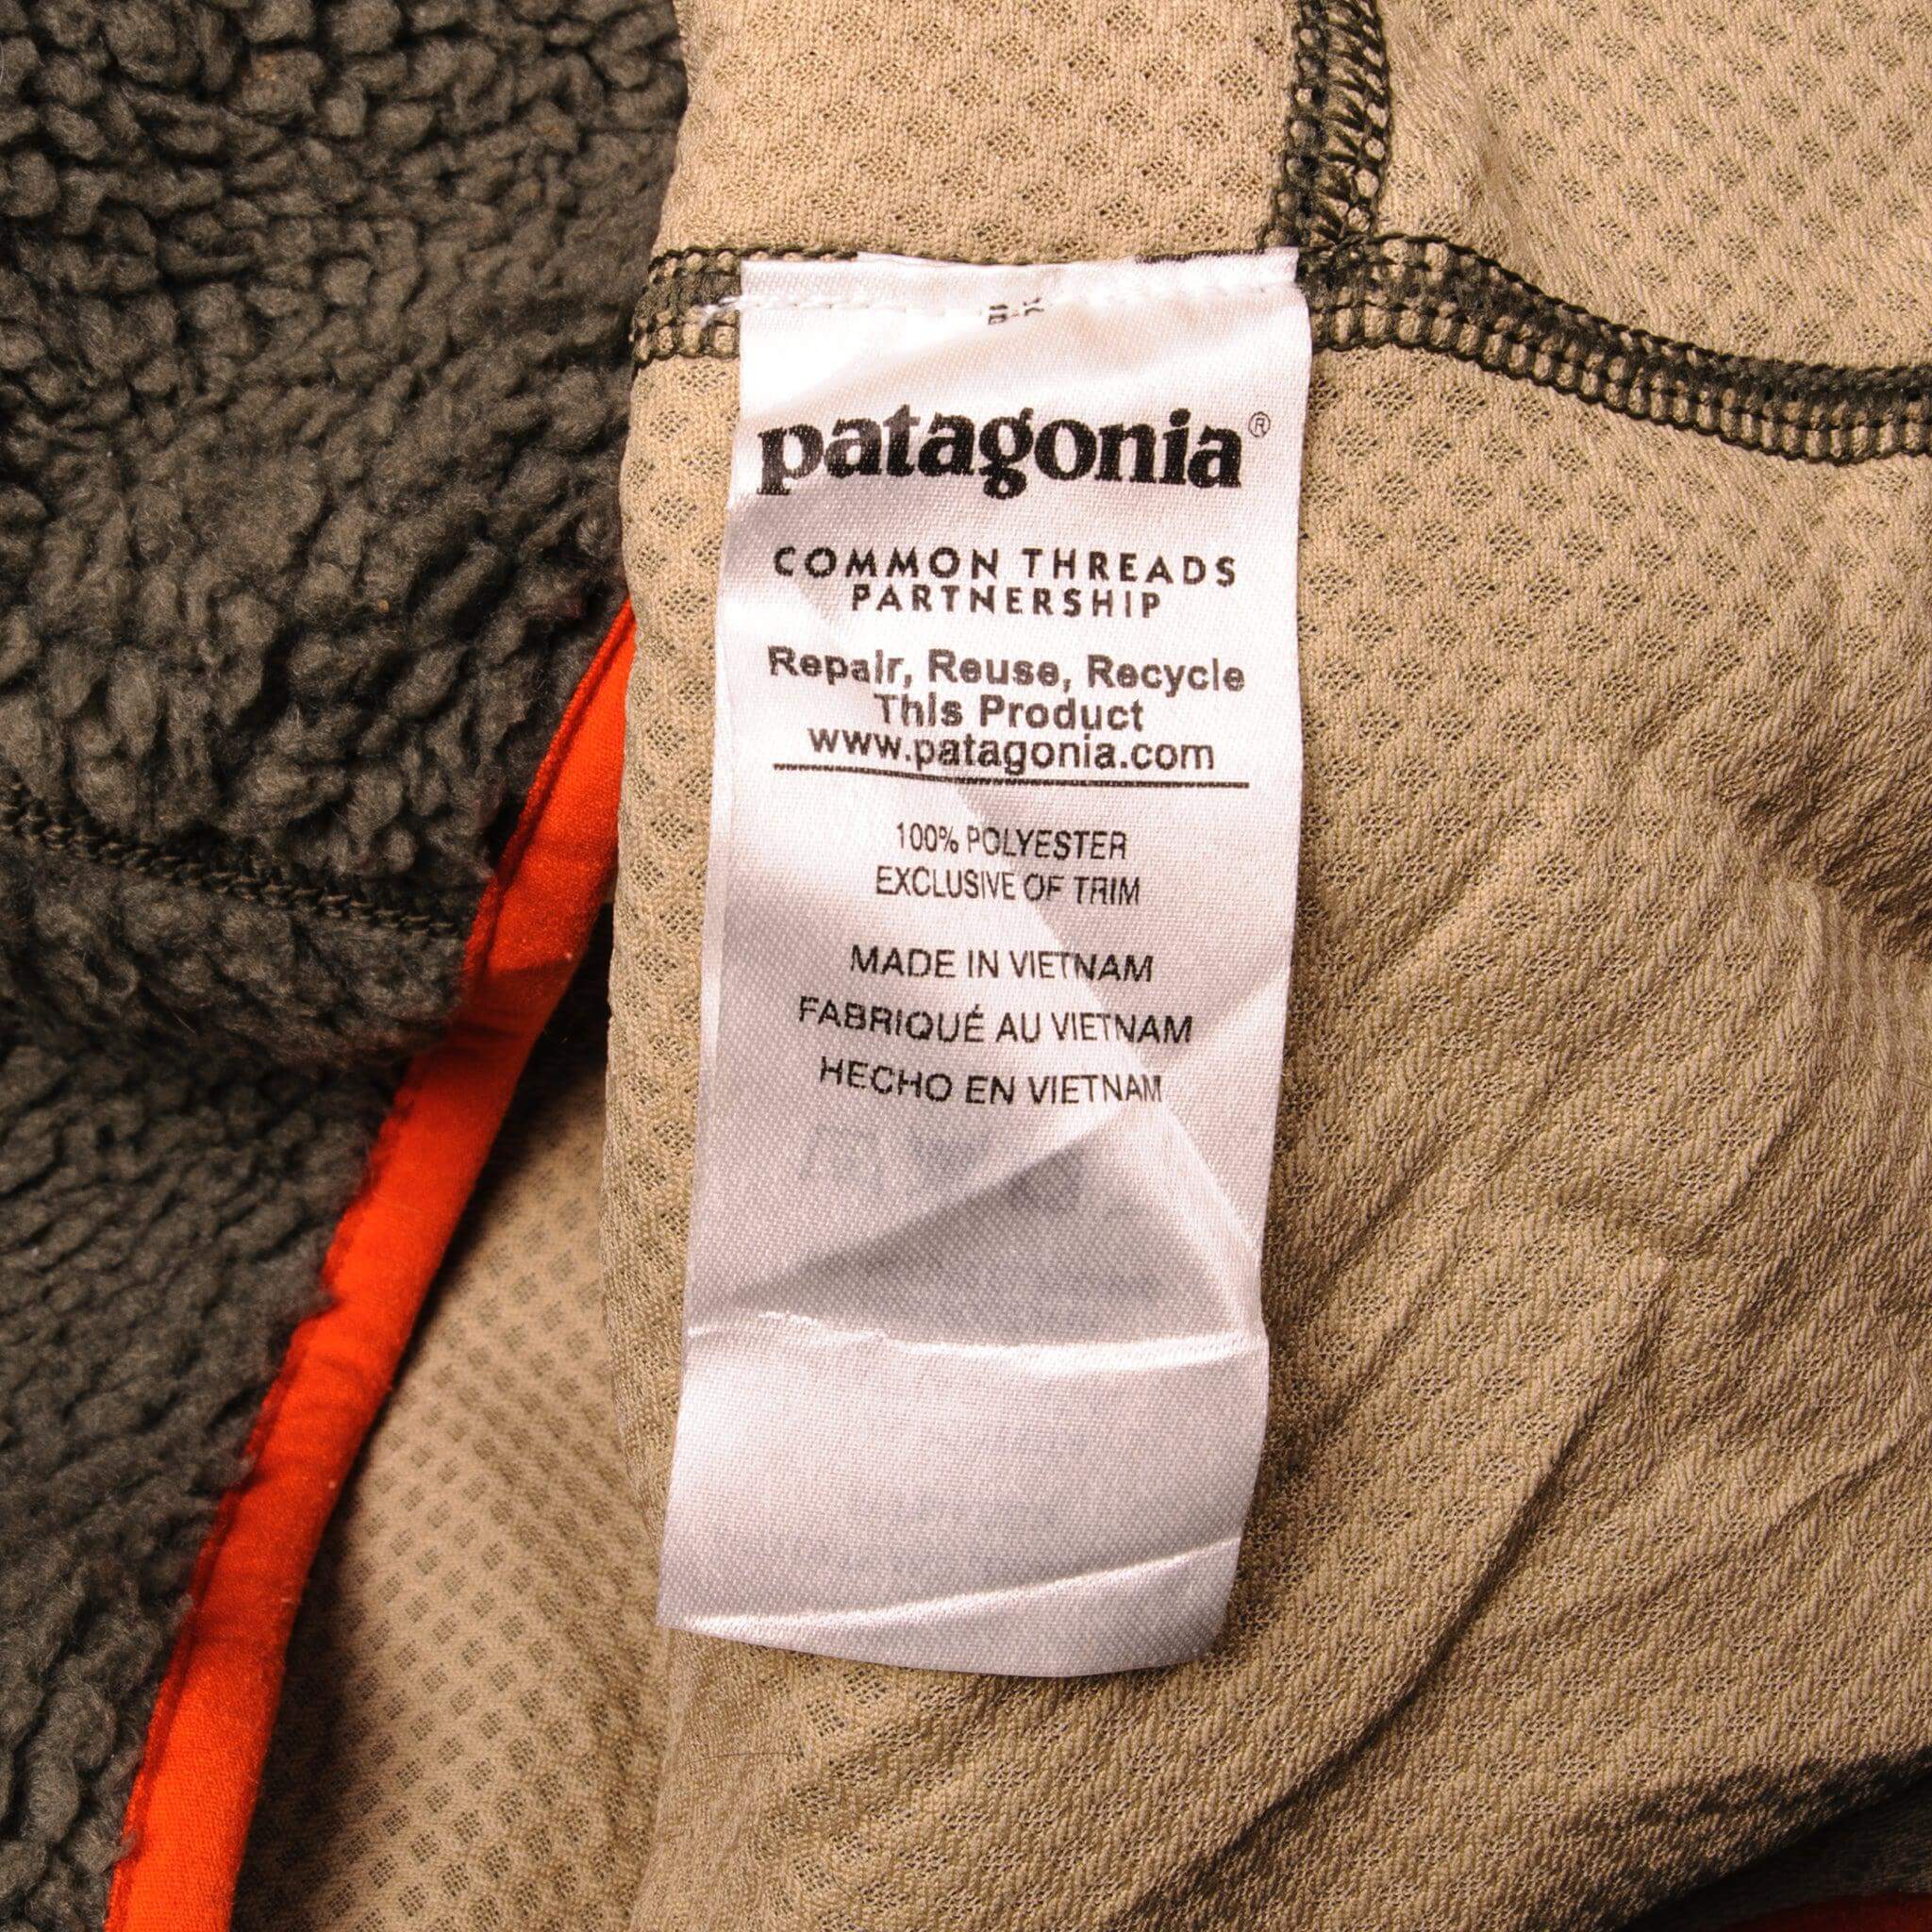 patagonia®
COMMON THREADS
PARTNERSHIP
Repair, Reuse, Recycle
This Product
www.patagonia.com
100% POLYESTER
EXCLUSIVE OF TRIM
MADE IN VIETNAM
FABRIQUÉ AU VIETNAM
HECHO EN VIETNAM